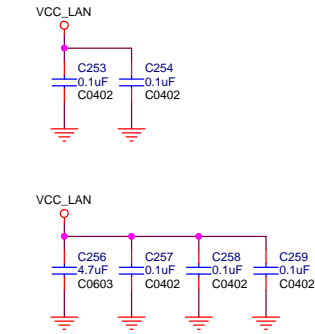 VCC_LAN
C253 C254
0.1uF 0.1uF
C0402 C0402
VCC_LAN
C256 C257 C258 C259
4.7uF 0.1uF 0.1uF 0.1uF
C0603 C0402 C0402 C0402